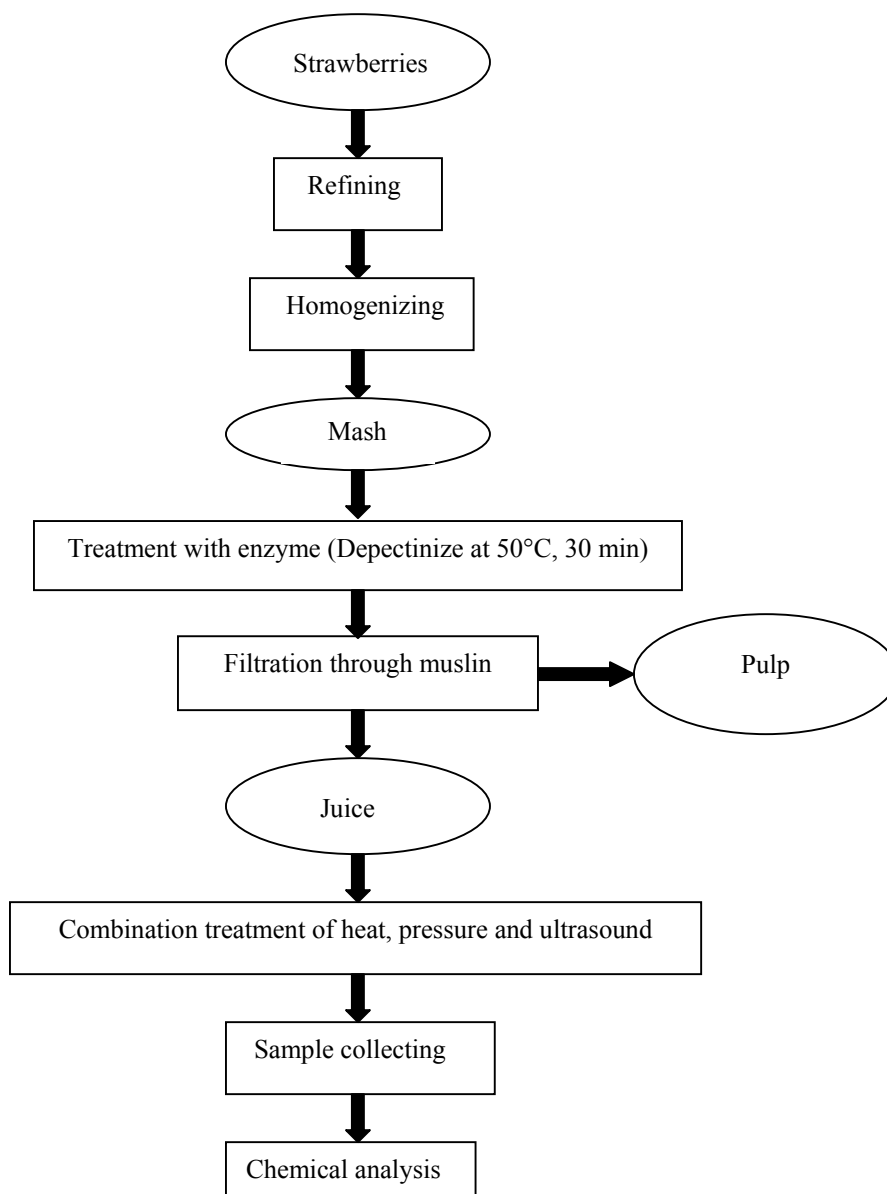 Strawberries
Refining
Homogenizing
Mash
Treatment with enzyme (Depectinize at 50°C, 30 min)
Filtration through muslin
Pulp
Juice
Combination treatment of heat, pressure and ultrasound
Sample collecting
Chemical analysis